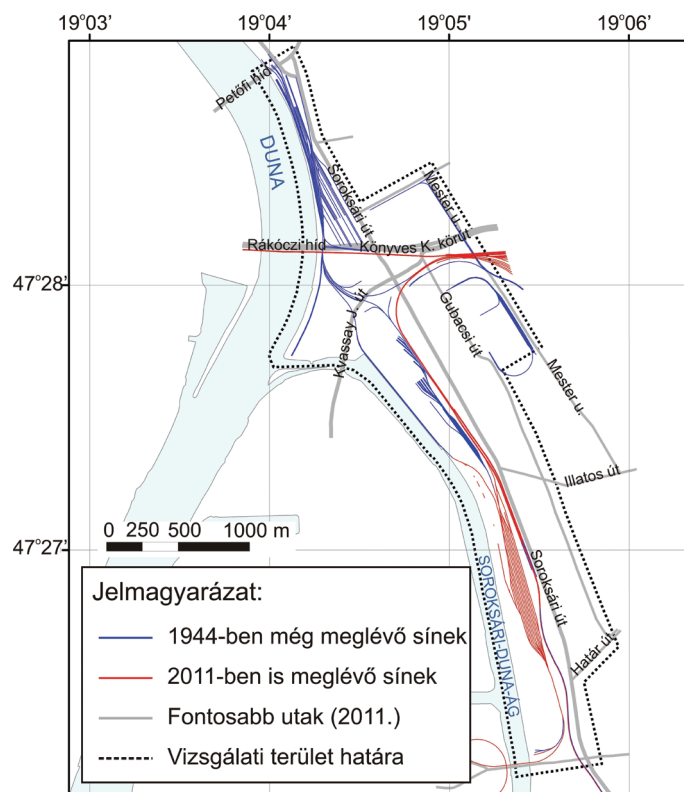 19°03’ 19°04’ 19°05’ 19°06’
Petőfi híd
DUNA
Soroksári út
Mester u.
Rákóczi híd
Könyves K. körút
47°28’
Kvassay J. út
Gubacsi út
Mester u.
Illatos út
0 250 500 1000 m
47°27’
SOROKSÁRI-DUNA-ÁG
Soroksári út
Határ út
Jelmagyarázat:
1944-ben még meglévő sínek
2011-ben is meglévő sínek
Fontosabb utak (2011.)
Vizsgálati terület határa